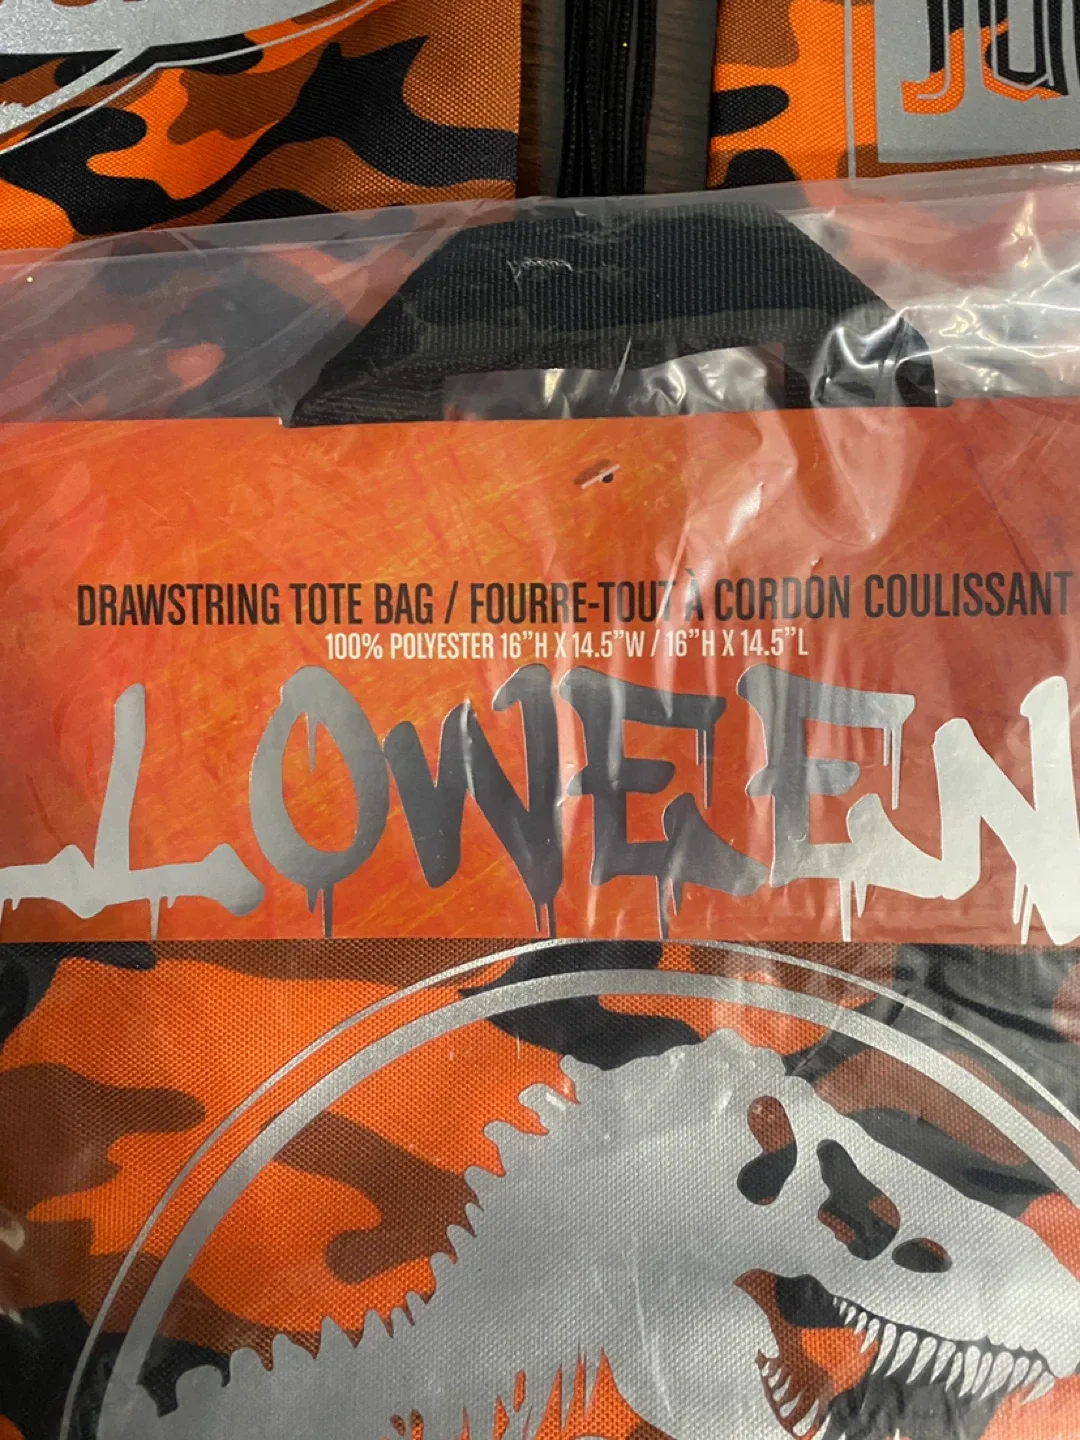 DRAWSTRING TOTE BAG / FOURRE-TOUT À CORDON COULISSANT
100% POLYESTER 16”H X 14.5”W / 16”H X 14.5”L
LOWEEN